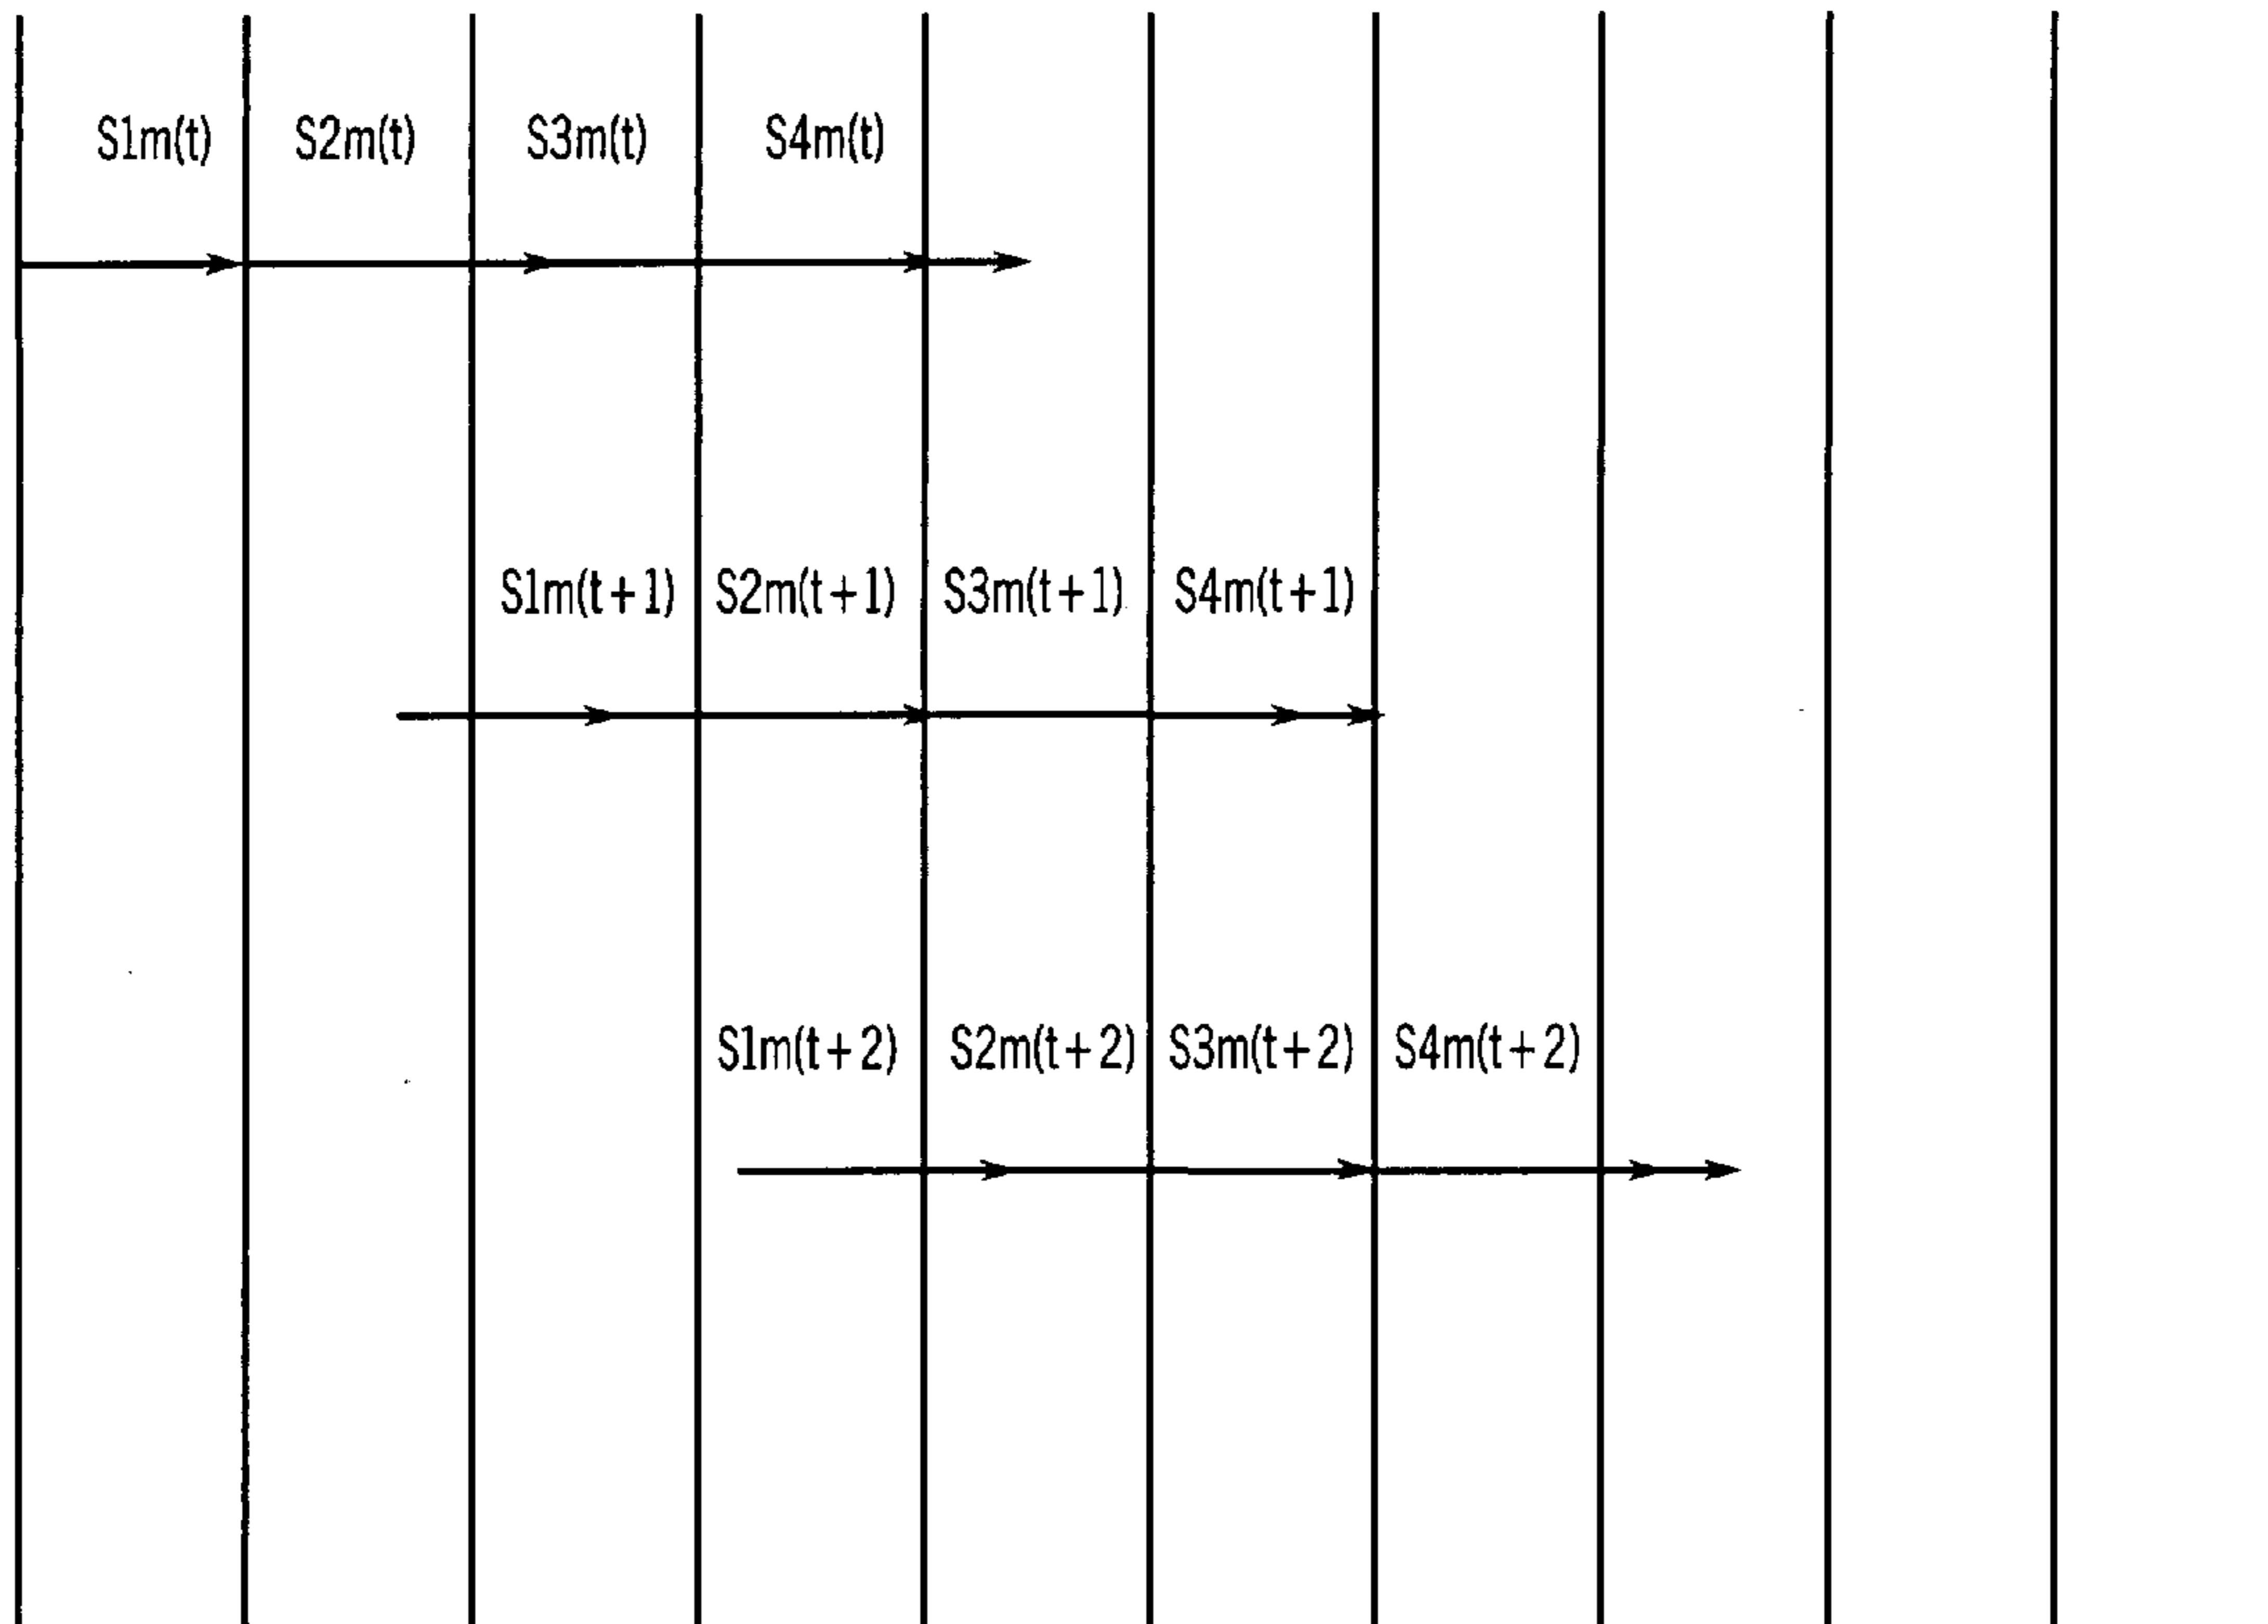 S1m(t) S2m(t) S3m(t) S4m(t)
S1m(t+1) S2m(t+1) S3m(t+1) S4m(t+1)
S1m(t+2) S2m(t+2) S3m(t+2) S4m(t+2)